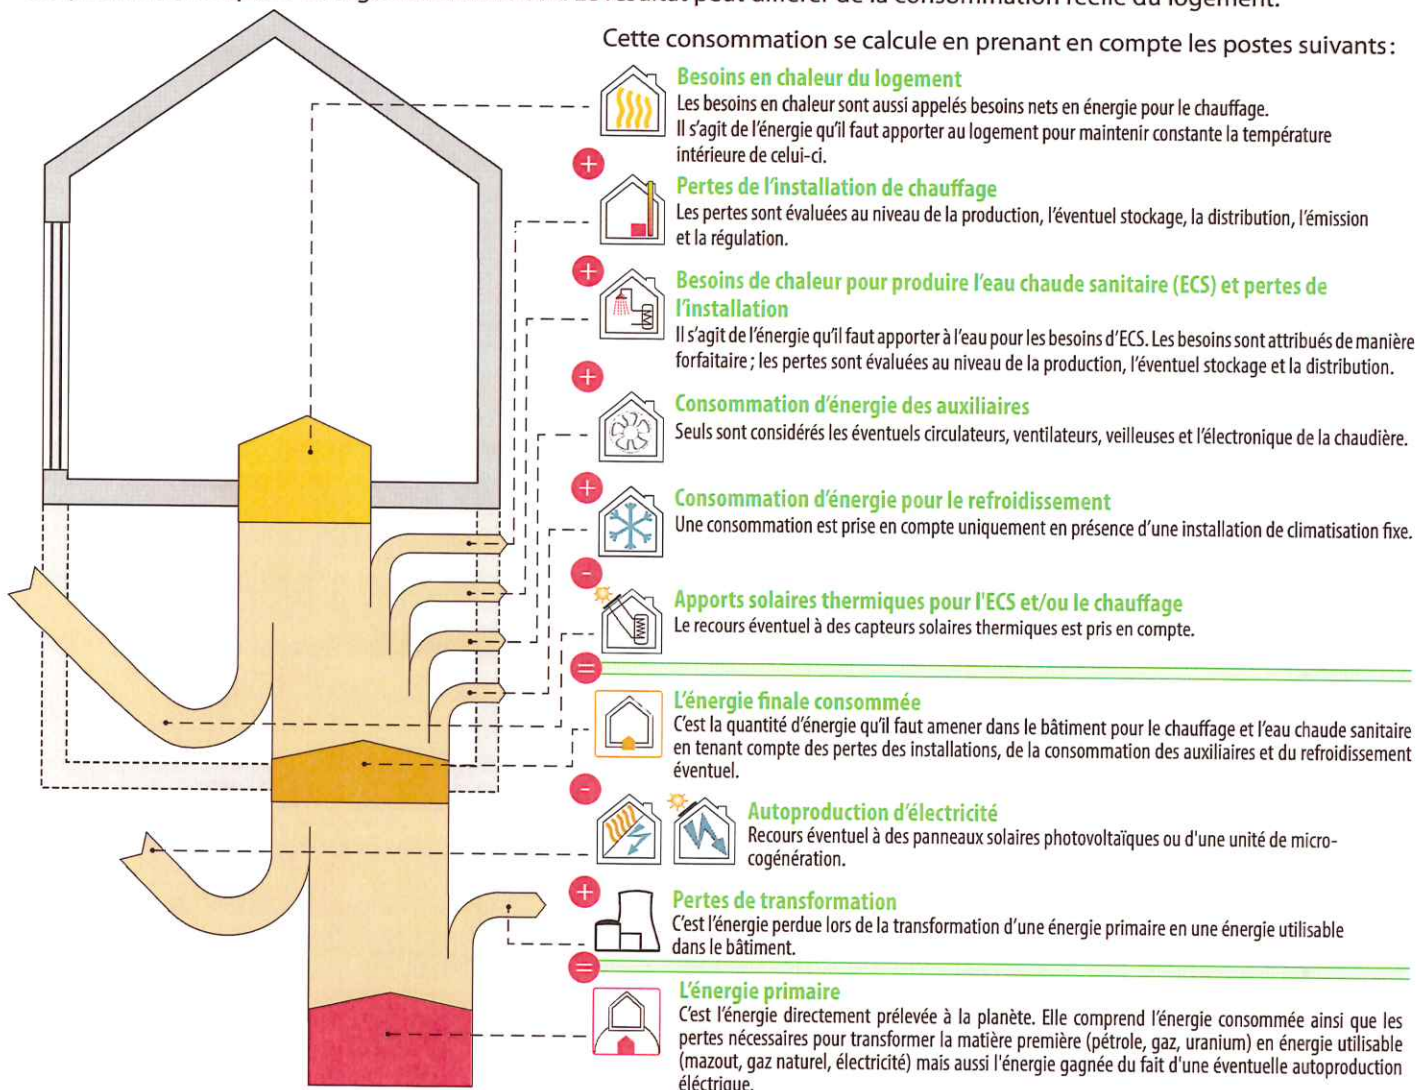 résultat peut différer de la consommation réelle du logement.
Cette consommation se calcule en prenant en compte les postes suivants :
Besoins en chaleur du logement
Les besoins en chaleur sont aussi appelés besoins nets en énergie pour le chauffage.
Il s'agit de l'énergie qu'il faut apporter au logement pour maintenir constante la température
intérieure de celui-ci.
+
Pertes de l'installation de chauffage
Les pertes sont évaluées au niveau de la production, l'éventuel stockage, la distribution, l'émission
et la régulation.
+
Besoins de chaleur pour produire l'eau chaude sanitaire (ECS) et pertes de
l'installation
Il s'agit de l'énergie qu'il faut apporter à l'eau pour les besoins d'ECS. Les besoins sont attribués de manière
forfaitaire ; les pertes sont évaluées au niveau de la production, l'éventuel stockage et la distribution.
+
Consommation d'énergie des auxiliaires
Seuls sont considérés les éventuels circulateurs, ventilateurs, veilleuses et l'électronique de la chaudière.
+
Consommation d'énergie pour le refroidissement
Une consommation est prise en compte uniquement en présence d'une installation de climatisation fixe.
-
Apports solaires thermiques pour l'ECS et/ou le chauffage
Le recours éventuel à des capteurs solaires thermiques est pris en compte.
=
L'énergie finale consommée
C'est la quantité d'énergie qu'il faut amener dans le bâtiment pour le chauffage et l'eau chaude sanitaire
en tenant compte des pertes des installations, de la consommation des auxiliaires et du refroidissement
éventuel.
-
Autoproduction d'électricité
Recours éventuel à des panneaux solaires photovoltaïques ou d'une unité de micro-
cogénération.
+
Pertes de transformation
C'est l'énergie perdue lors de la transformation d'une énergie primaire en une énergie utilisable
dans le bâtiment.
=
L'énergie primaire
C'est l'énergie directement prélevée à la planète. Elle comprend l'énergie consommée ainsi que les
pertes nécessaires pour transformer la matière première (pétrole, gaz, uranium) en énergie utilisable
(mazout, gaz naturel, électricité) mais aussi l'énergie gagnée du fait d'une éventuelle autoproduction
éléctrique.